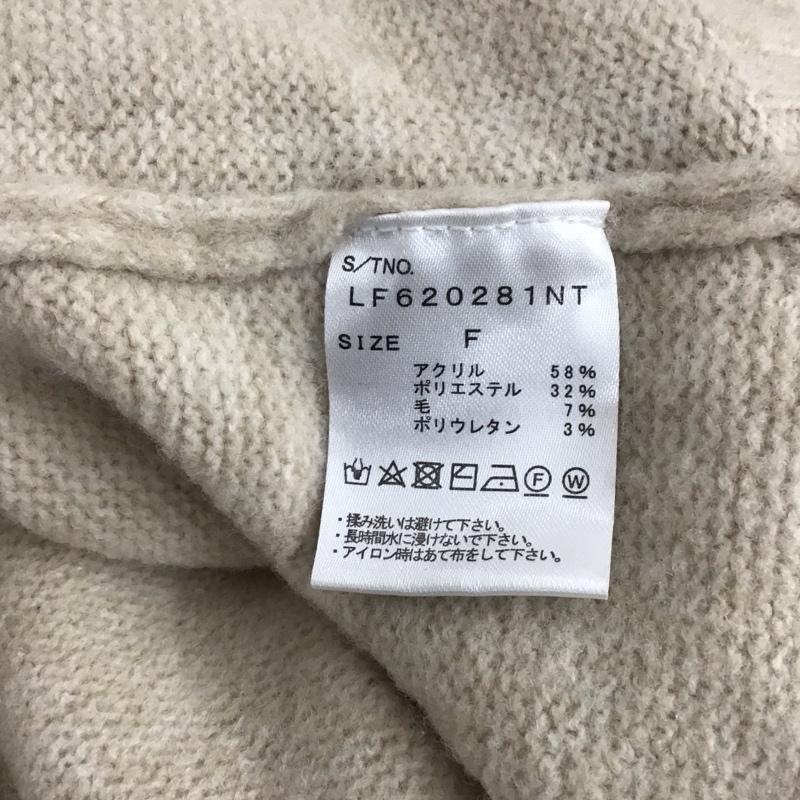 S/TNO.
LF620281NT
SIZE F
アクリル 58%
ポリエステル 32%
毛 7%
ポリウレタン 3%
F W
・揉み洗いは避けて下さい。
・長時間水に浸けないで下さい。
・アイロン時はあて布をして下さい。